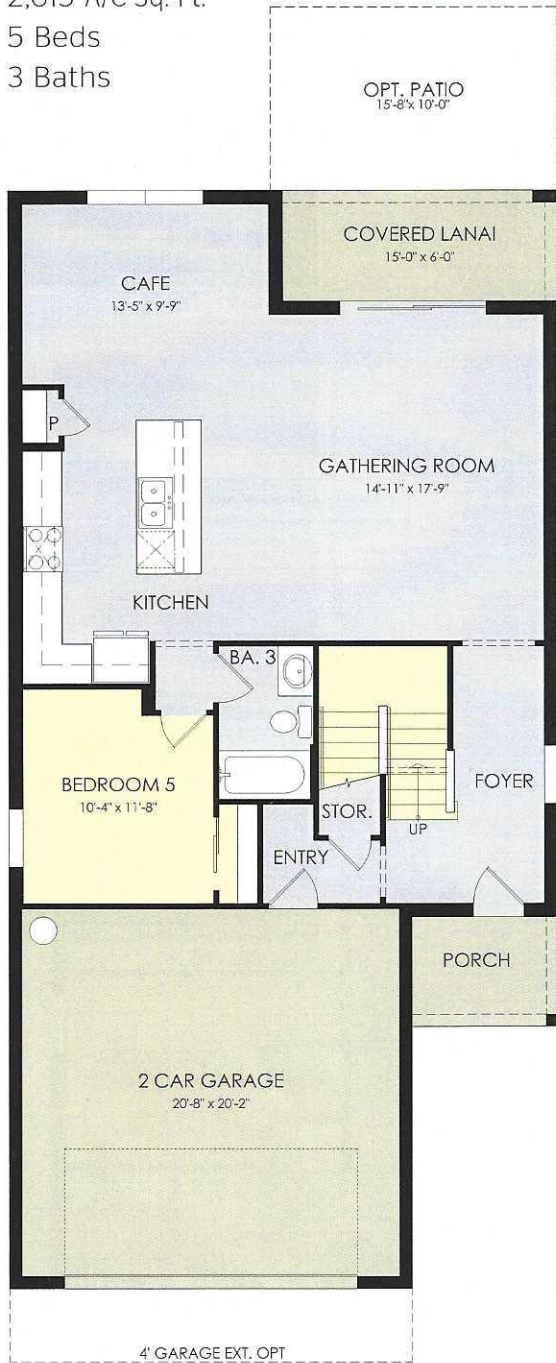 5 Beds
3 Baths
OPT. PATIO
15'-8"x 10'-0"
COVERED LANAI
15'-0" x 6'-0"
CAFE
13'-5" x 9'-9"
P
GATHERING ROOM
14'-11" x 17'-9"
KITCHEN
BA. 3
BEDROOM 5
10'-4" x 11'-8"
FOYER
STOR.
UP
ENTRY
PORCH
2 CAR GARAGE
20'-8" x 20'-2"
4' GARAGE EXT. OPT